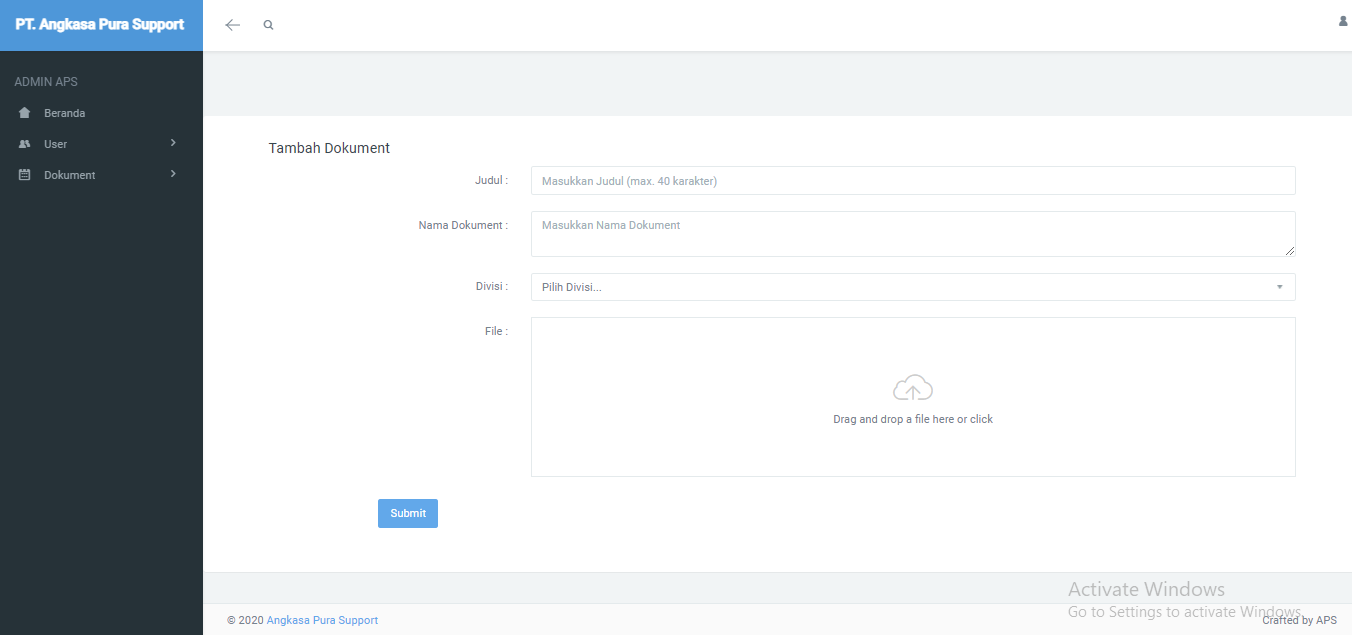 PT. Angkasa Pura Support
ADMIN APS
Beranda
User
Dokument
Tambah Dokument
Judul :
Masukkan Judul (max. 40 karakter)
Nama Dokument :
Masukkan Nama Dokument
Divisi :
Pilih Divisi...
File :
Drag and drop a file here or click
Submit
Activate Windows
Go to Settings to activate Windows.
© 2020 Angkasa Pura Support
Crafted by APS